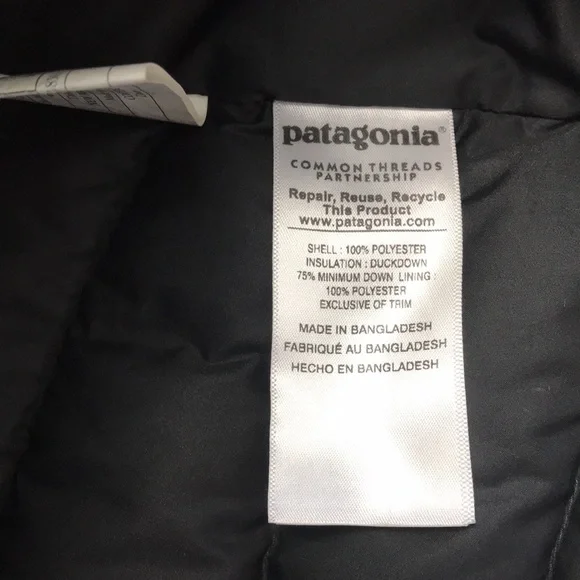 patagonia®
COMMON THREADS
PARTNERSHIP
Repair, Reuse, Recycle
This Product
www.patagonia.com
SHELL : 100% POLYESTER
INSULATION : DUCKDOWN
75% MINIMUM DOWN LINING :
100% POLYESTER
EXCLUSIVE OF TRIM
MADE IN BANGLADESH
FABRIQUÉ AU BANGLADESH
HECHO EN BANGLADESH